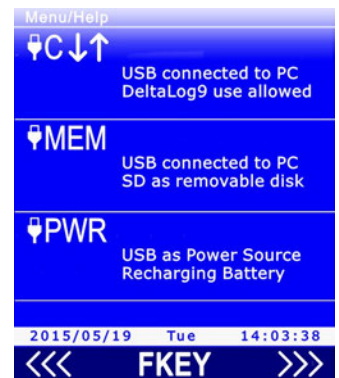 Menu/Help
C↓↑
USB connected to PC
DeltaLog9 use allowed
MEM
USB connected to PC
SD as removable disk
PWR
USB as Power Source
Recharging Battery
2015/05/19 Tue 14:03:38
<<< FKEY >>>